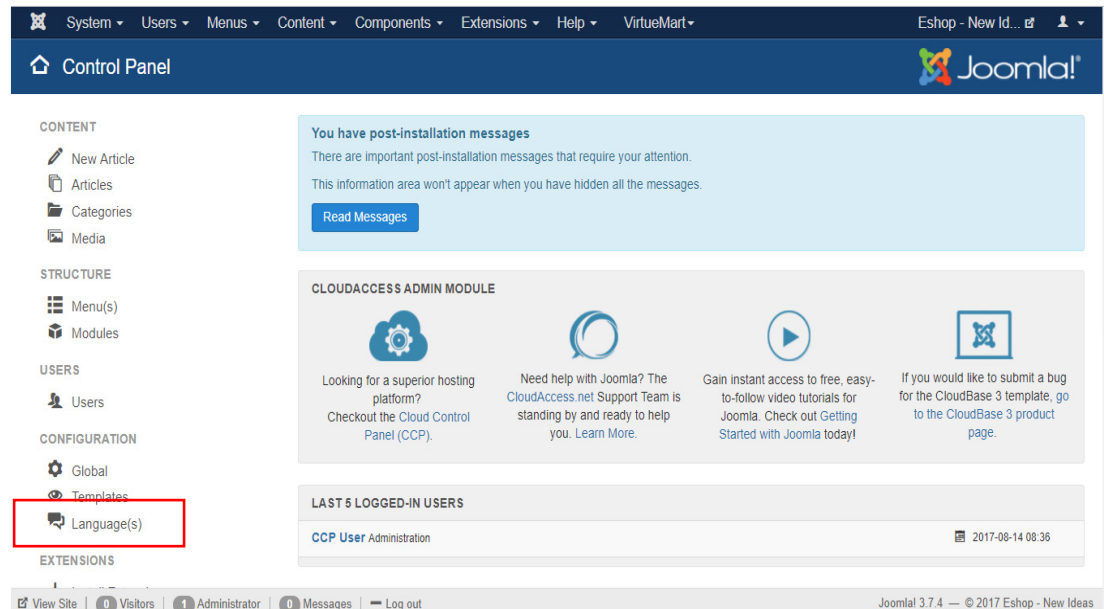 System Users Menus Content Components Extensions Help VirtueMart Eshop - New Id...
Control Panel Joomla!®
CONTENT
New Article
Articles
Categories
Media
STRUCTURE
Menu(s)
Modules
USERS
Users
CONFIGURATION
Global
Templates
Language(s)
EXTENSIONS
You have post-installation messages
There are important post-installation messages that require your attention.
This information area won't appear when you have hidden all the messages.
Read Messages
CLOUDACCESS ADMIN MODULE
Looking for a superior hosting
platform?
Checkout the Cloud Control
Panel (CCP).
Need help with Joomla? The
CloudAccess.net Support Team is
standing by and ready to help
you. Learn More.
Gain instant access to free, easy-
to-follow video tutorials for
Joomla. Check out Getting
Started with Joomla today!
If you would like to submit a bug
for the CloudBase 3 template, go
to the CloudBase 3 product
page.
LAST 5 LOGGED-IN USERS
CCP User Administration 2017-08-14 08:36
View Site 0 Visitors 1 Administrator 0 Messages Log out Joomla! 3.7.4 — © 2017 Eshop - New Ideas